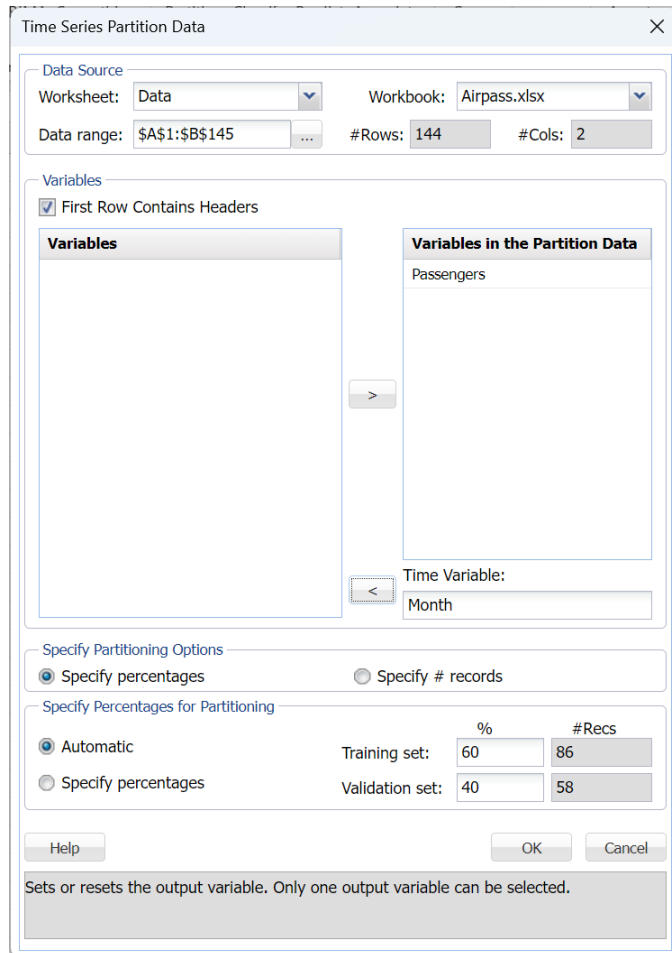 Time Series Partition Data
Data Source
Worksheet: Data Workbook: Airpass.xlsx
Data range: $A$1:$B$145 ... #Rows: 144 #Cols: 2
Variables
First Row Contains Headers
Variables Variables in the Partition Data
Passengers
>
< Time Variable:
Month
Specify Partitioning Options
Specify percentages Specify # records
Specify Percentages for Partitioning
% #Recs
Automatic Training set: 60 86
Specify percentages Validation set: 40 58
Help OK Cancel
Sets or resets the output variable. Only one output variable can be selected.